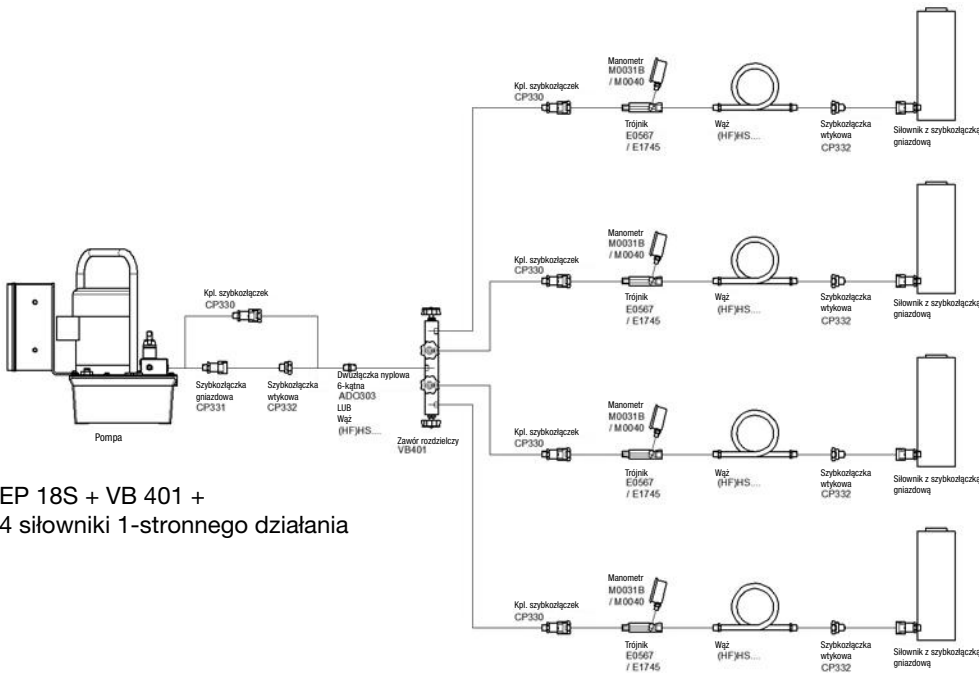 Manometr
M0031B
/ M0040
Kpl. szybkozłączek
CP330
Trójnik
E0567
/ E1745
Wąż
(HF)HS....
Szybkozłączka
wtykowa
CP332
Siłownik z szybkozłączką
gniazdową
Manometr
M0031B
/ M0040
Kpl. szybkozłączek
CP330
Trójnik
E0567
/ E1745
Wąż
(HF)HS....
Szybkozłączka
wtykowa
CP332
Siłownik z szybkozłączką
gniazdową
Kpl. szybkozłączek
CP330
Szybkozłączka
gniazdowa
CP331
Szybkozłączka
wtykowa
CP332
Dwuzłączka nyplowa
6-kątna
ADO303
LUB
Wąż
(HF)HS....
Zawór rozdzielczy
VB401
Pompa
Manometr
M0031B
/ M0040
Kpl. szybkozłączek
CP330
Trójnik
E0567
/ E1745
Wąż
(HF)HS....
Szybkozłączka
wtykowa
CP332
Siłownik z szybkozłączką
gniazdową
EP 18S + VB 401 +
4 siłowniki 1-stronnego działania
Manometr
M0031B
/ M0040
Kpl. szybkozłączek
CP330
Trójnik
E0567
/ E1745
Wąż
(HF)HS....
Szybkozłączka
wtykowa
CP332
Siłownik z szybkozłączką
gniazdową